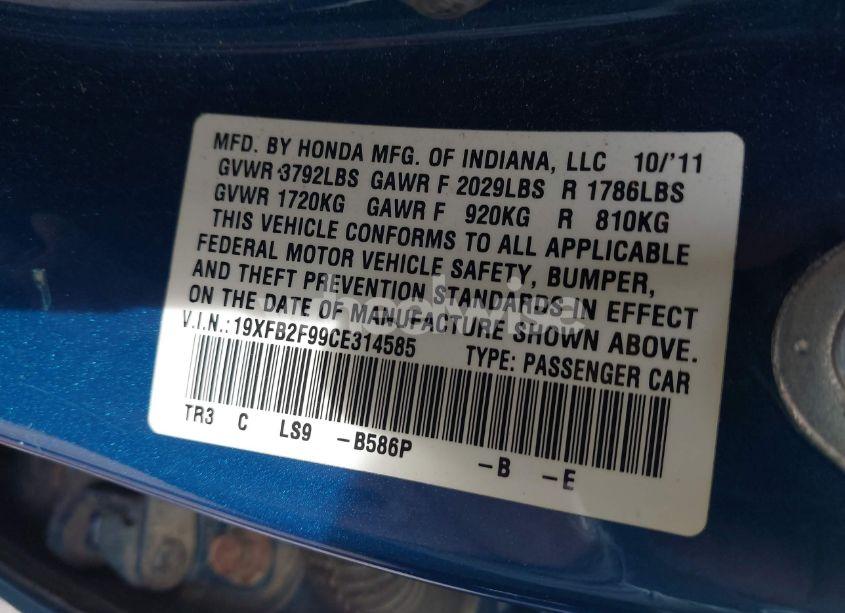 MFD. BY HONDA MFG. OF INDIANA, LLC 10/'11
GVWR 3792LBS GAWR F 2029LBS R 1786LBS
GVWR 1720KG GAWR F 920KG R 810KG
THIS VEHICLE CONFORMS TO ALL APPLICABLE
FEDERAL MOTOR VEHICLE SAFETY, BUMPER,
AND THEFT PREVENTION STANDARDS IN EFFECT
ON THE DATE OF MANUFACTURE SHOWN ABOVE.
V.I.N.: 19XFB2F99CE314585 TYPE: PASSENGER CAR
TR3 C LS9 -B586P -B -E